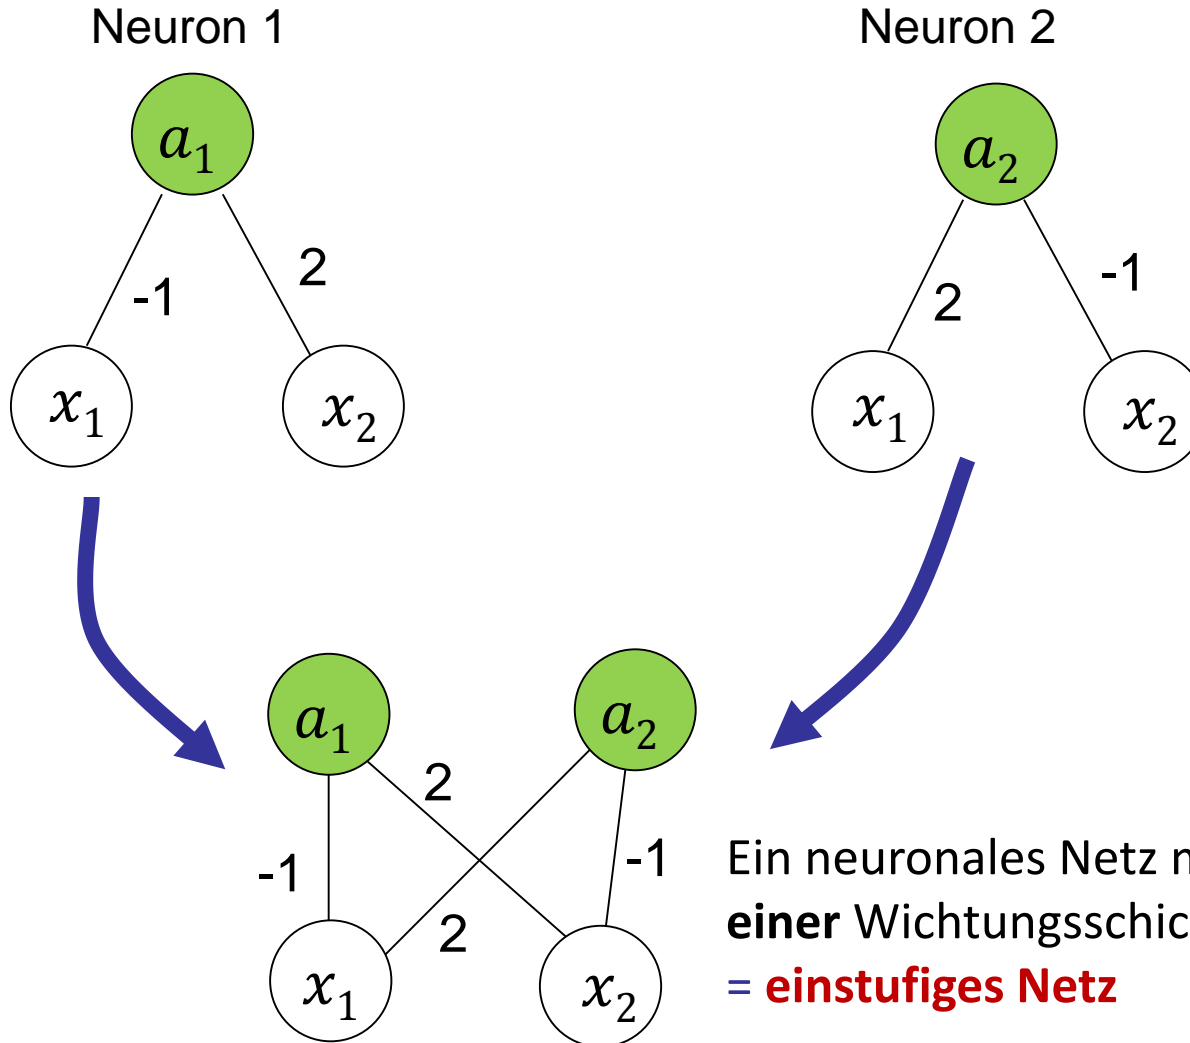 Neuron 1
Neuron 2
a₁
a₂
-1
2
2
-1
x₁
x₂
x₁
x₂
a₁
a₂
2
-1
-1
2
x₁
x₂
Ein neuronales Netz
einer Wichtungsschic
= einstufiges Netz